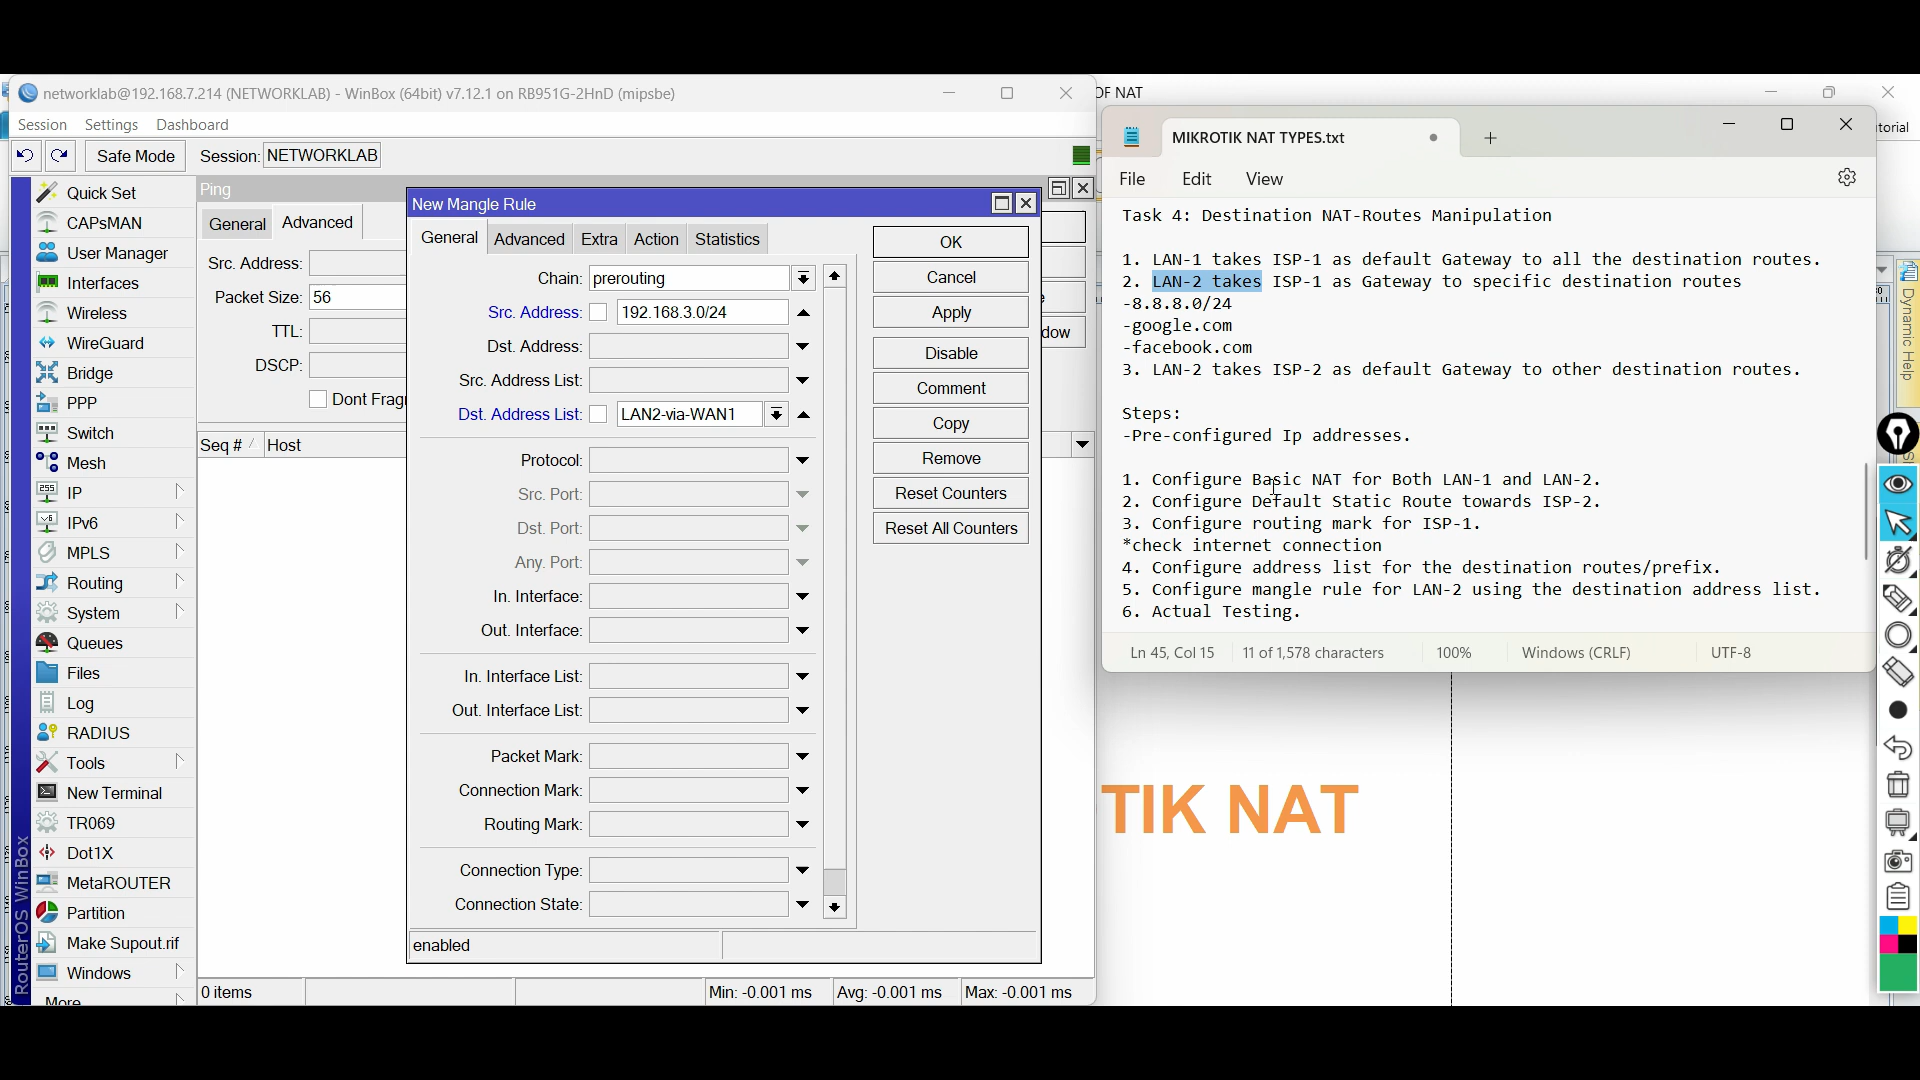 networklab@192.168.7.214 (NETWORKLAB) - WinBox (64bit) v7.12.1 on RB951G-2HnD (mipsbe)
Session Settings Dashboard
Safe Mode Session: NETWORKLAB
Quick Set
CAPsMAN
User Manager
Interfaces
Wireless
WireGuard
Bridge
PPP
Switch
Mesh
IP
IPv6
MPLS
Routing
System
Queues
Files
Log
RADIUS
Tools
New Terminal
TR069
Dot1X
MetaROUTER
Partition
Make Supout.rif
Windows
More
RouterOS WinBox
Ping
General Advanced
Src. Address:
Packet Size: 56
TTL:
DSCP:
Dont Frag
Seq # Host
0 items
Min: -0.001 ms Avg: -0.001 ms Max: -0.001 ms
New Mangle Rule
General Advanced Extra Action Statistics
Chain: prerouting
Src. Address: 192.168.3.0/24
Dst. Address:
Src. Address List:
Dst. Address List: LAN2-via-WAN1
Protocol:
Src. Port:
Dst. Port:
Any. Port:
In. Interface:
Out. Interface:
In. Interface List:
Out. Interface List:
Packet Mark:
Connection Mark:
Routing Mark:
Connection Type:
Connection State:
enabled
OK
Cancel
Apply
Disable
Comment
Copy
Remove
Reset Counters
Reset All Counters
dow
OF NAT
torial
MIKROTIK NAT TYPES.txt
File Edit View
Task 4: Destination NAT-Routes Manipulation
1. LAN-1 takes ISP-1 as default Gateway to all the destination routes.
2. LAN-2 takes ISP-1 as Gateway to specific destination routes
-8.8.8.0/24
-google.com
-facebook.com
3. LAN-2 takes ISP-2 as default Gateway to other destination routes.
Steps:
-Pre-configured Ip addresses.
1. Configure Basic NAT for Both LAN-1 and LAN-2.
2. Configure Default Static Route towards ISP-2.
3. Configure routing mark for ISP-1.
*check internet connection
4. Configure address list for the destination routes/prefix.
5. Configure mangle rule for LAN-2 using the destination address list.
6. Actual Testing.
Ln 45, Col 15 11 of 1,578 characters 100% Windows (CRLF) UTF-8
Dynamic Help
TIK NAT